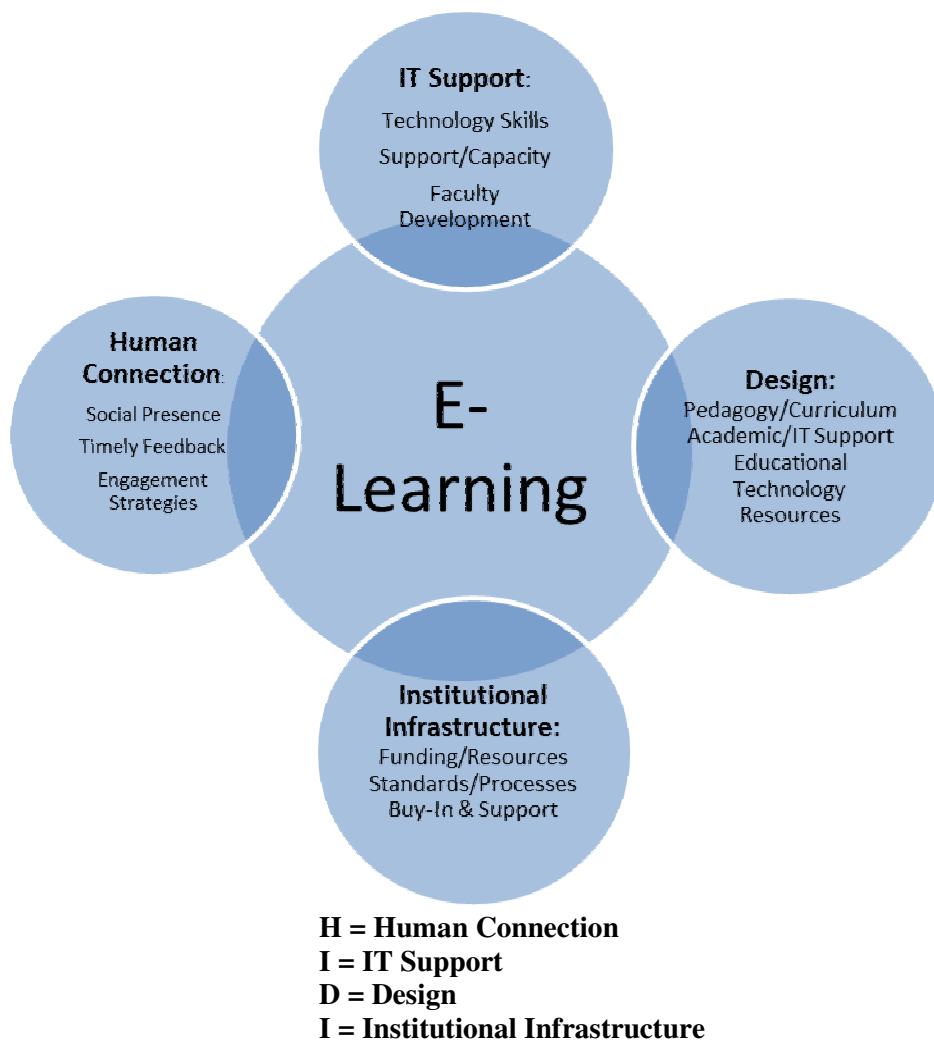 IT Support:
Technology Skills
Support/Capacity
Faculty
Development
Human
Connection:
Social Presence
Timely Feedback
Engagement
Strategies
E-
Learning
Design:
Pedagogy/Curriculum
Academic/IT Support
Educational
Technology
Resources
Institutional
Infrastructure:
Funding/Resources
Standards/Processes
Buy-In & Support
H = Human Connection
I = IT Support
D = Design
I = Institutional Infrastructure